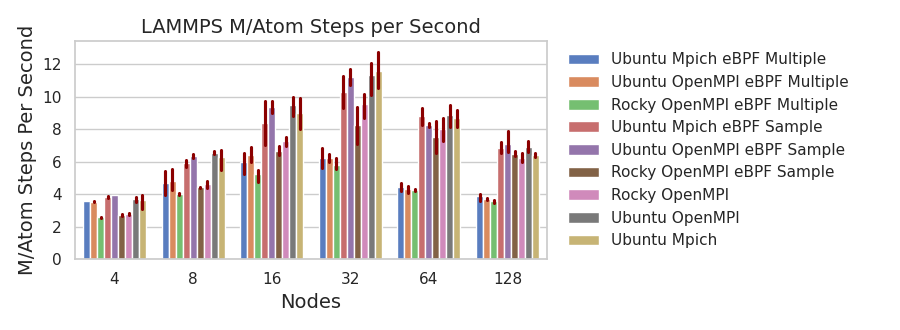 LAMMPS M/Atom Steps per Second
M/Atom Steps Per Second
12
10
8
6
4
2
0
4 8 16 32 64 128
Nodes
Ubuntu Mpich eBPF Multiple
Ubuntu OpenMPI eBPF Multiple
Rocky OpenMPI eBPF Multiple
Ubuntu Mpich eBPF Sample
Ubuntu OpenMPI eBPF Sample
Rocky OpenMPI eBPF Sample
Rocky OpenMPI
Ubuntu OpenMPI
Ubuntu Mpich